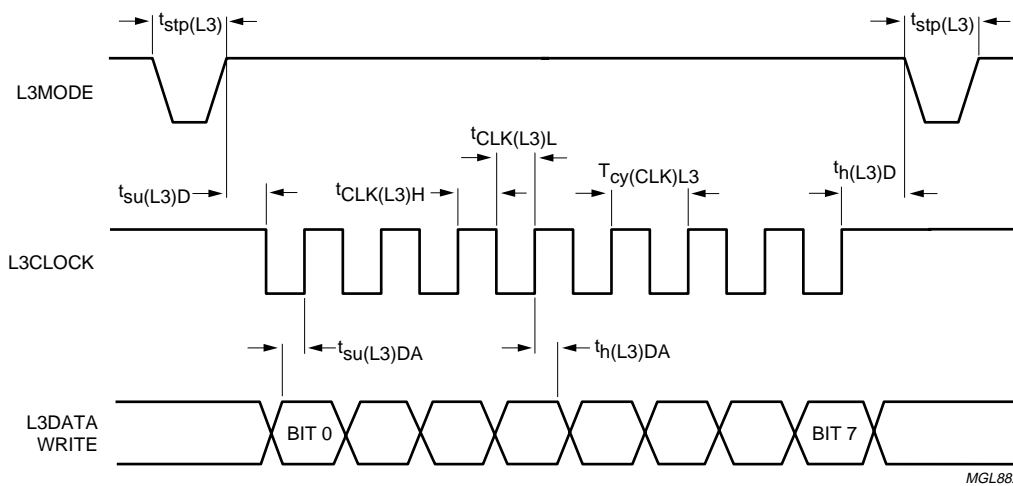 tstp(L3) tstp(L3)
L3MODE
tCLK(L3)L
tsu(L3)D tCLK(L3)H Tcy(CLK)L3 th(L3)D
L3CLOCK
tsu(L3)DA th(L3)DA
L3DATA
WRITE
BIT 0 BIT 7